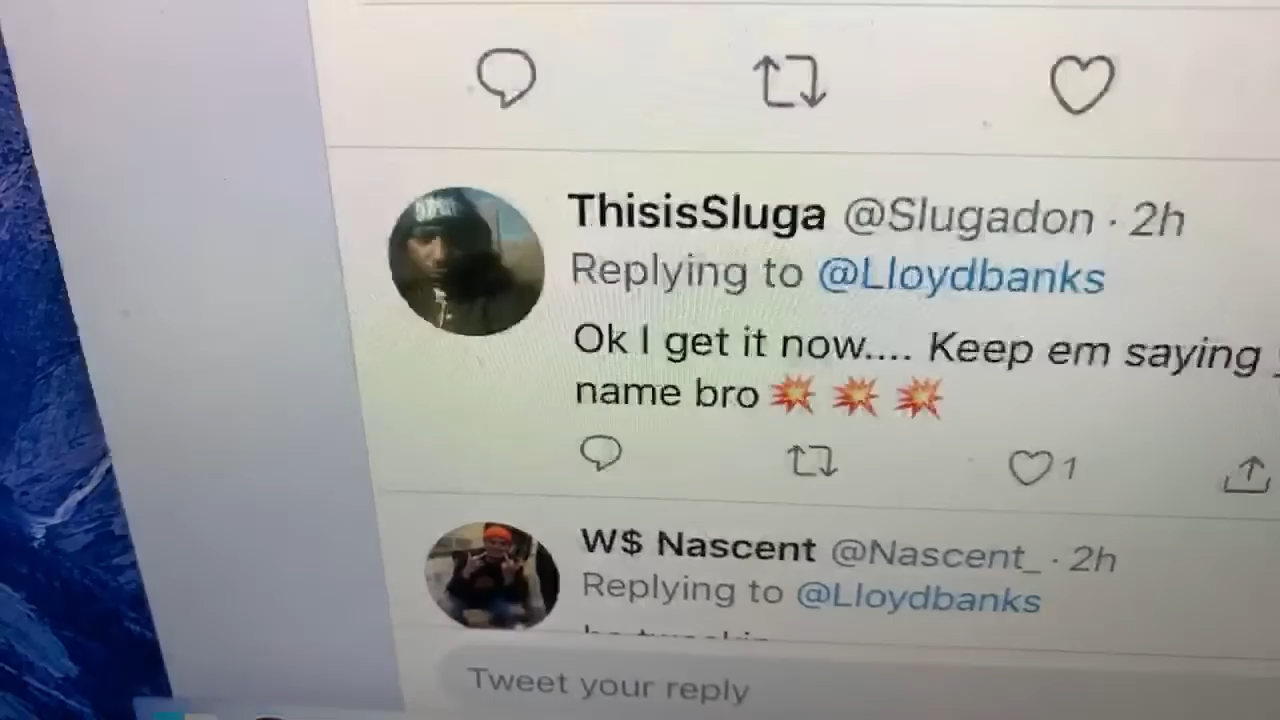 ThisisSluga @Slugadon · 2h
Replying to @Lloydbanks
Ok I get it now.... Keep em saying
name bro 💥 💥 💥
1
W$ Nascent @Nascent_ · 2h
Replying to @Lloydbanks
Tweet your reply